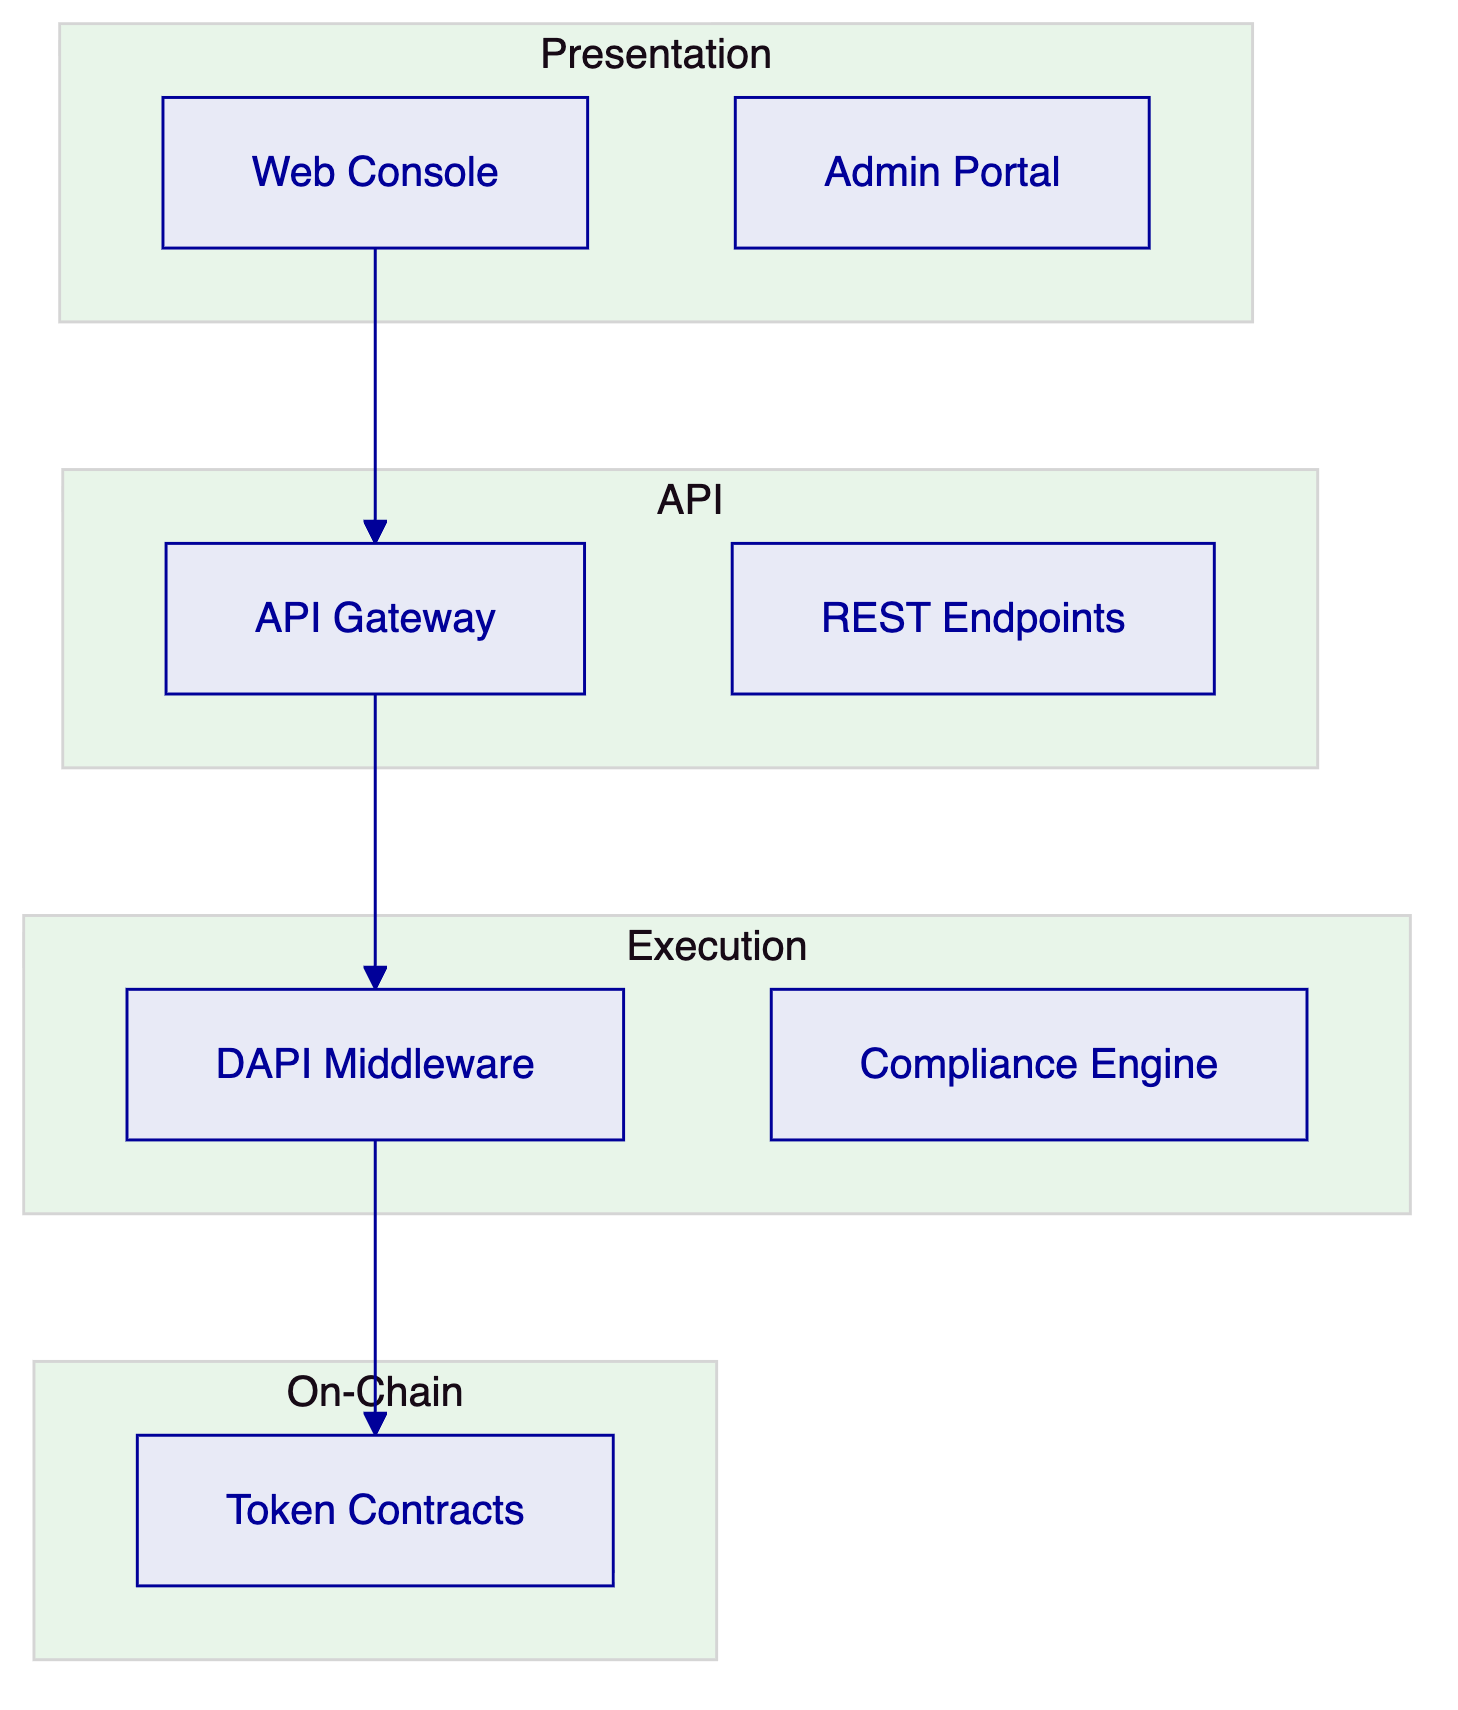 Presentation
Web Console
Admin Portal
API
API Gateway
REST Endpoints
Execution
DAPI Middleware
Compliance Engine
On-Chain
Token Contracts